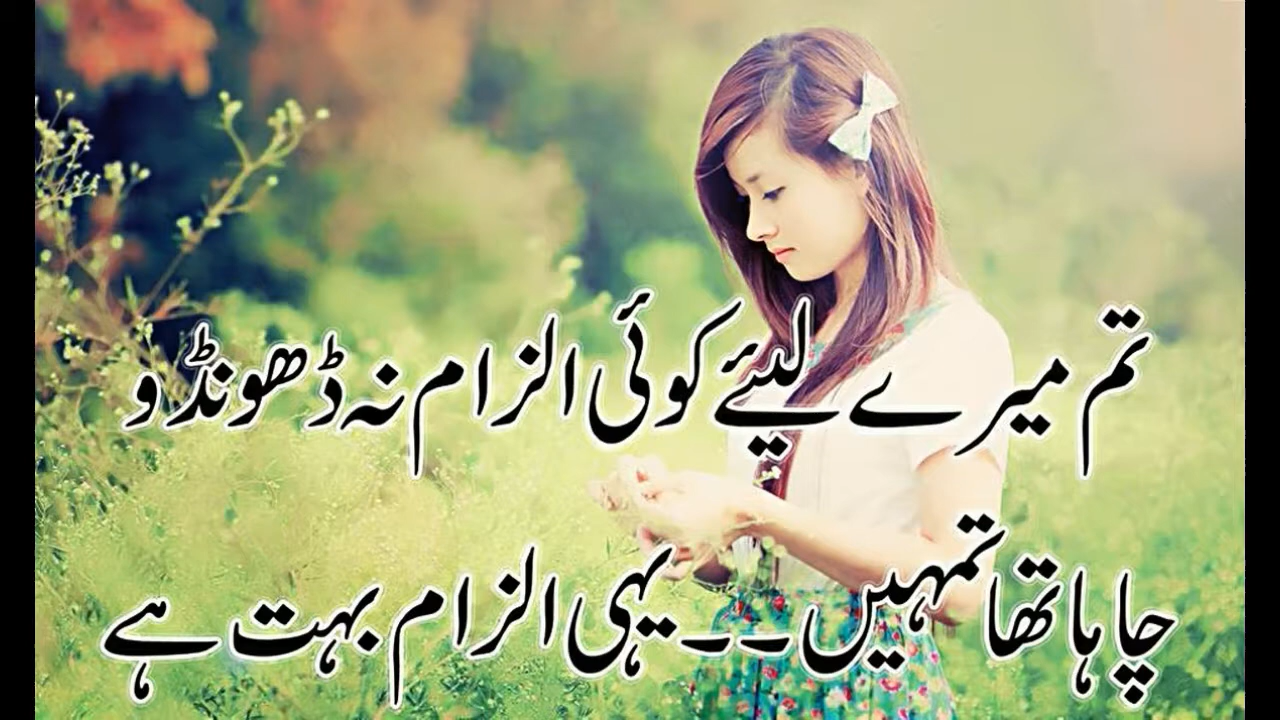 تم میرے لیئے کوئی الزام نہ ڈھونڈو
چاہا تھا تمہیں ۔۔ یہی الزام بہت ہے